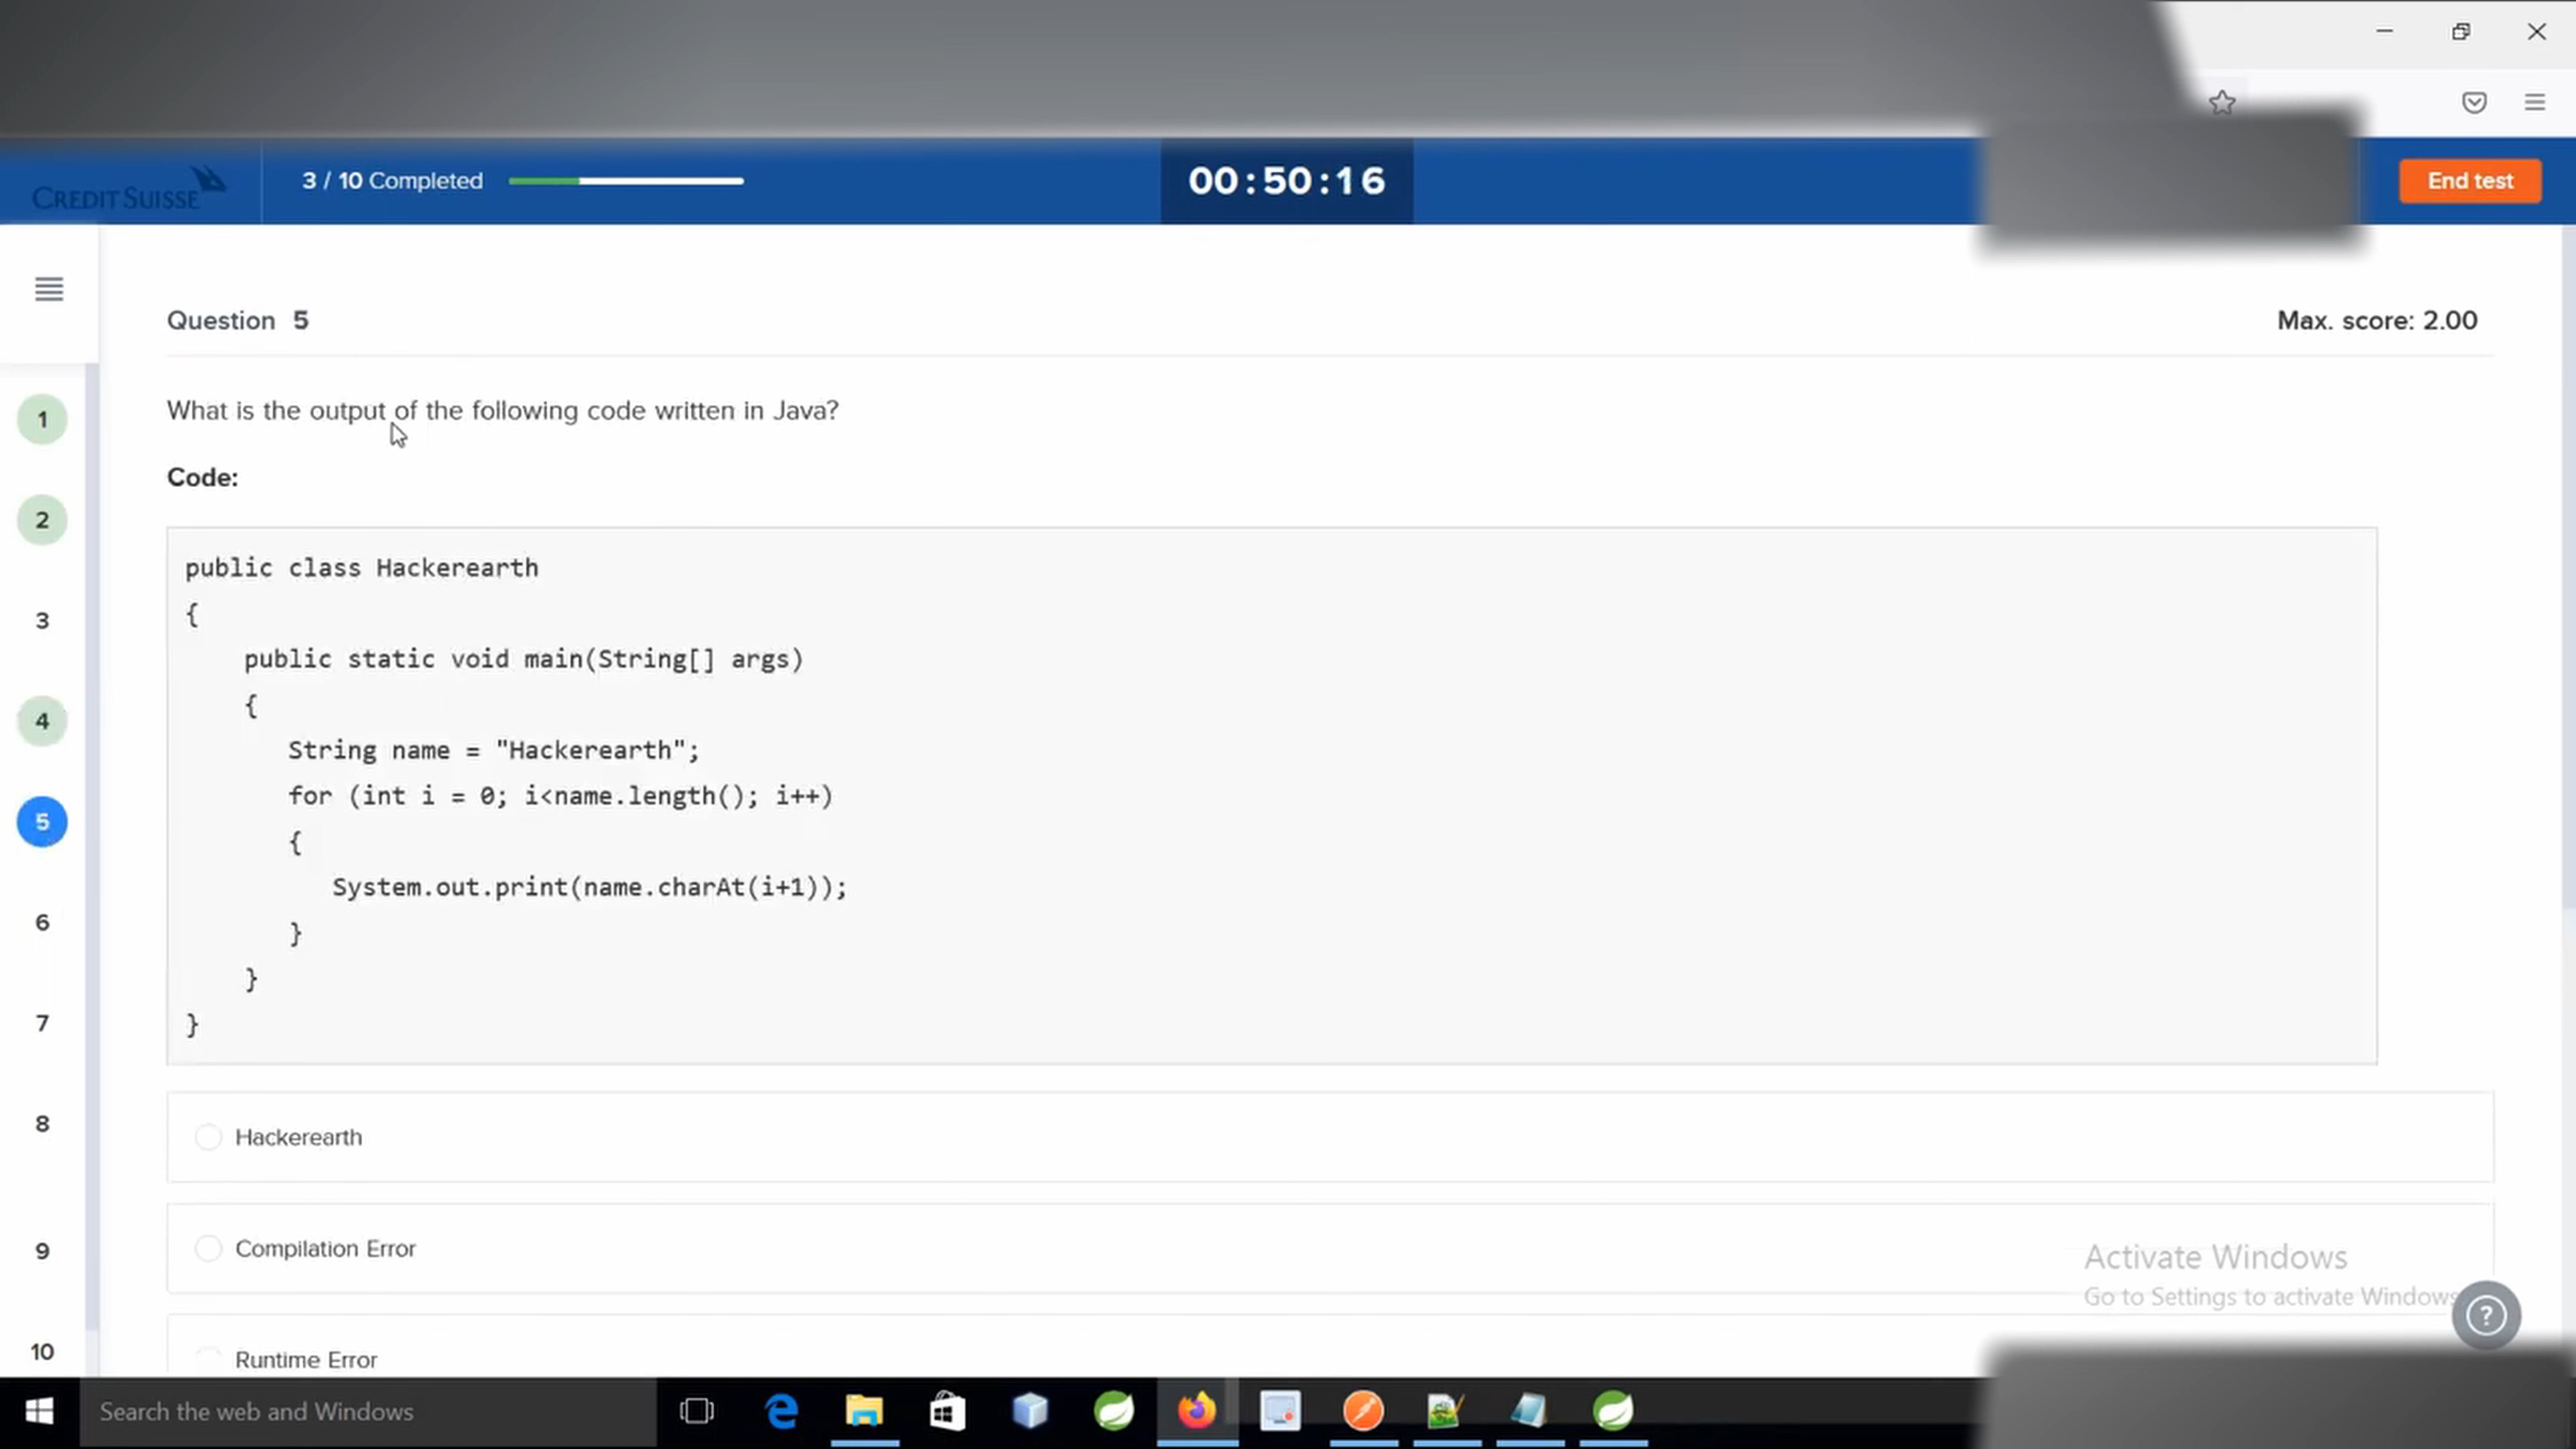 CREDIT SUISSE
3 / 10 Completed
00:50:16
End test
Question 5
Max. score: 2.00
What is the output of the following code written in Java?
Code:
public class Hackerearth
{
public static void main(String[] args)
{
String name = "Hackerearth";
for (int i = 0; i<name.length(); i++)
{
System.out.print(name.charAt(i+1));
}
}
}
1
2
3
4
5
6
7
8
9
10
Hackerearth
Compilation Error
Runtime Error
Activate Windows
Go to Settings to activate Windows
?
Search the web and Windows